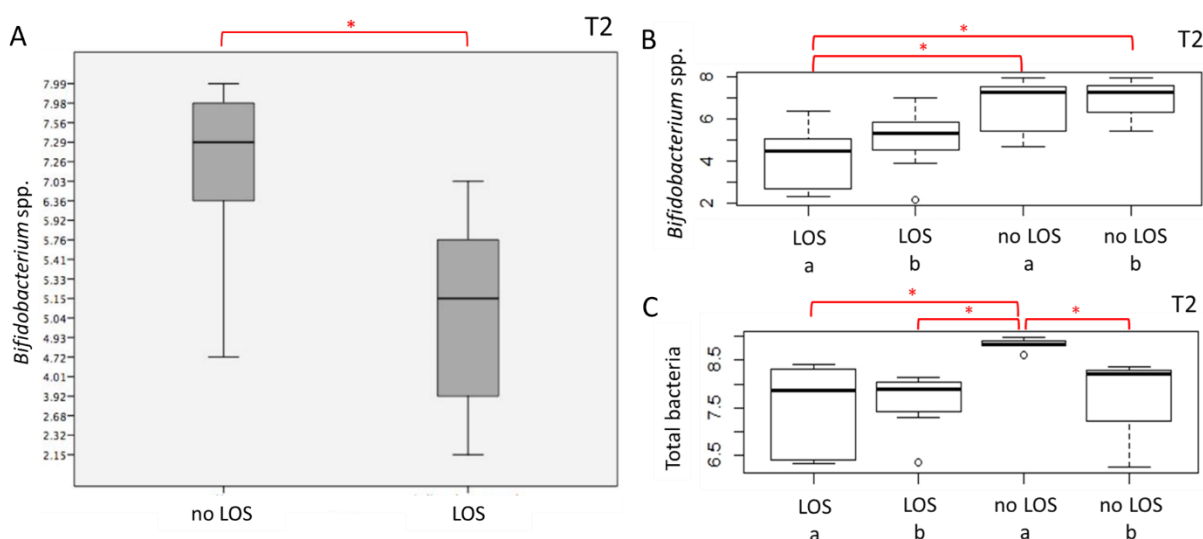 A
*
T2
Bifidobacterium spp.
7.99
7.98
7.56
7.29
7.26
7.03
6.36
5.92
5.76
5.41
5.33
5.15
5.04
4.93
4.72
4.01
3.92
2.68
2.32
2.15
no LOS
LOS
B
*
*
T2
Bifidobacterium spp.
8
6
4
2
LOS
a
LOS
b
no LOS
a
no LOS
b
C
*
*
*
T2
Total bacteria
8.5
7.5
6.5
LOS
a
LOS
b
no LOS
a
no LOS
b